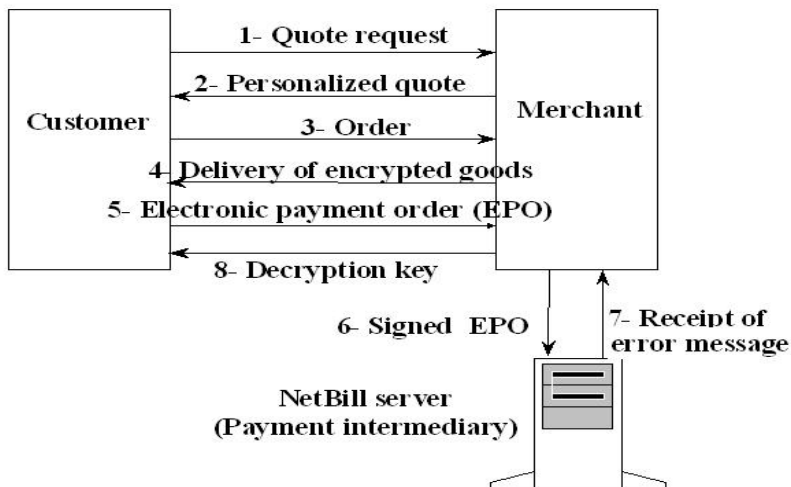 1- Quote request
2- Personalized quote
Customer
Merchant
3- Order
4- Delivery of encrypted goods
5- Electronic payment order (EPO)
8- Decryption key
6- Signed EPO
7- Receipt of
error message
NetBill server
(Payment intermediary)